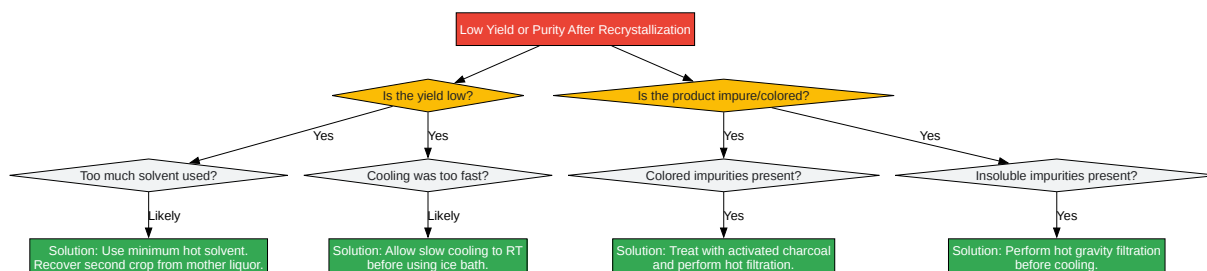 Low Yield or Purity After Recrystallization
Is the yield low?
Is the product impure/colored?
Yes
Yes
Yes
Yes
Too much solvent used?
Cooling was too fast?
Colored impurities present?
Insoluble impurities present?
Likely
Likely
Yes
Yes
Solution: Use minimum hot solvent.
Recover second crop from mother liquor.
Solution: Allow slow cooling to RT
before using ice bath.
Solution: Treat with activated charcoal
and perform hot filtration.
Solution: Perform hot gravity filtration
before cooling.